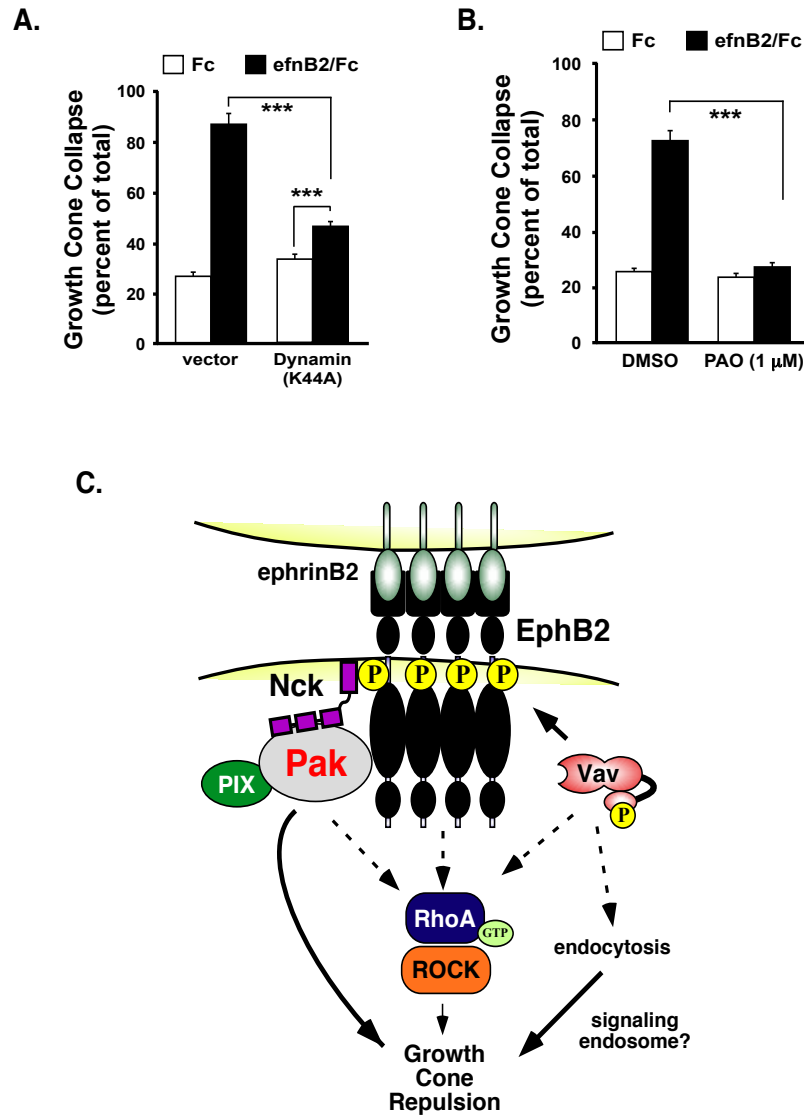 A.
Fc efnB2/Fc
Growth Cone Collapse
(percent of total)
100
80
60
40
20
0
***
***
vector
Dynamin
(K44A)
B.
Fc efnB2/Fc
Growth Cone Collapse
(percent of total)
100
80
60
40
20
0
***
DMSO
PAO (1 μM)
C.
ephrinB2
EphB2
P P P P
Nck
Pak
PIX
Vav
P
RhoA
GTP
ROCK
endocytosis
signaling
endosome?
Growth
Cone
Repulsion